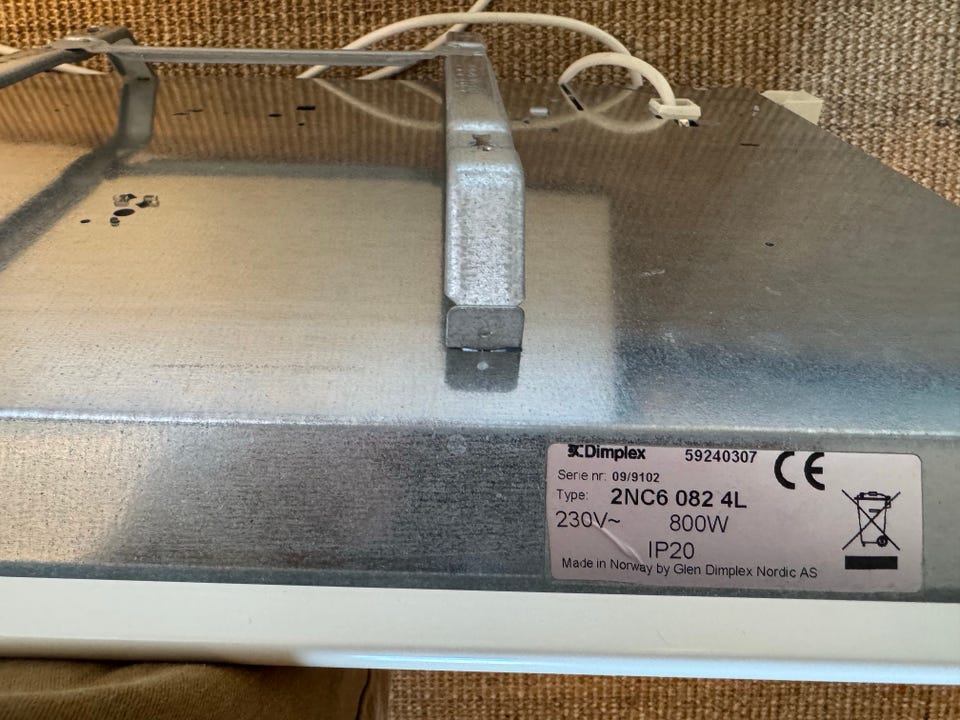 Dimplex 59240307 CE
Serie nr: 09/9102
Type: 2NC6 082 4L
230V~ 800W
IP20
Made in Norway by Glen Dimplex Nordic AS